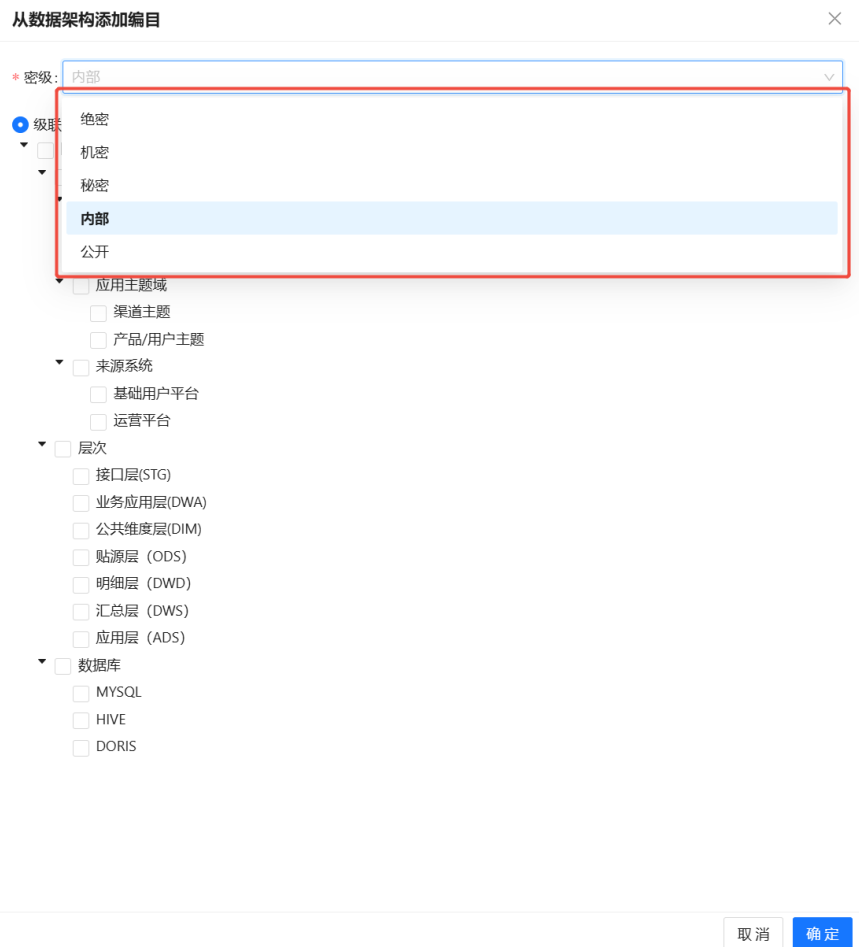 从数据架构添加编目
* 密级: 内部
绝密
级联
机密
秘密
内部
公开
应用主题域
渠道主题
产品/用户主题
来源系统
基础用户平台
运营平台
层次
接口层(STG)
业务应用层(DWA)
公共维度层(DIM)
贴源层（ODS）
明细层（DWD）
汇总层（DWS）
应用层（ADS）
数据库
MYSQL
HIVE
DORIS
取消 确定